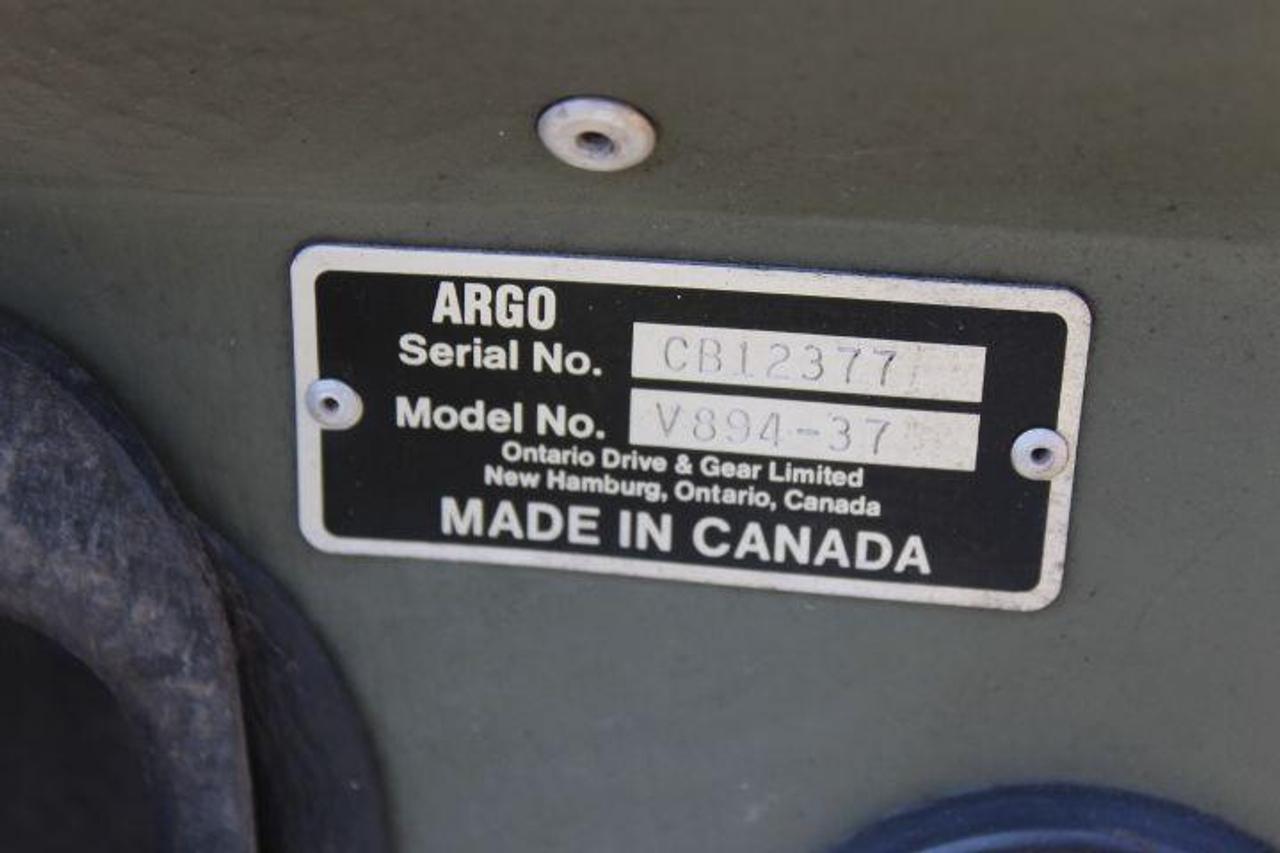 ARGO
Serial No. CB12377
Model No. V894-37
Ontario Drive & Gear Limited
New Hamburg, Ontario, Canada
MADE IN CANADA